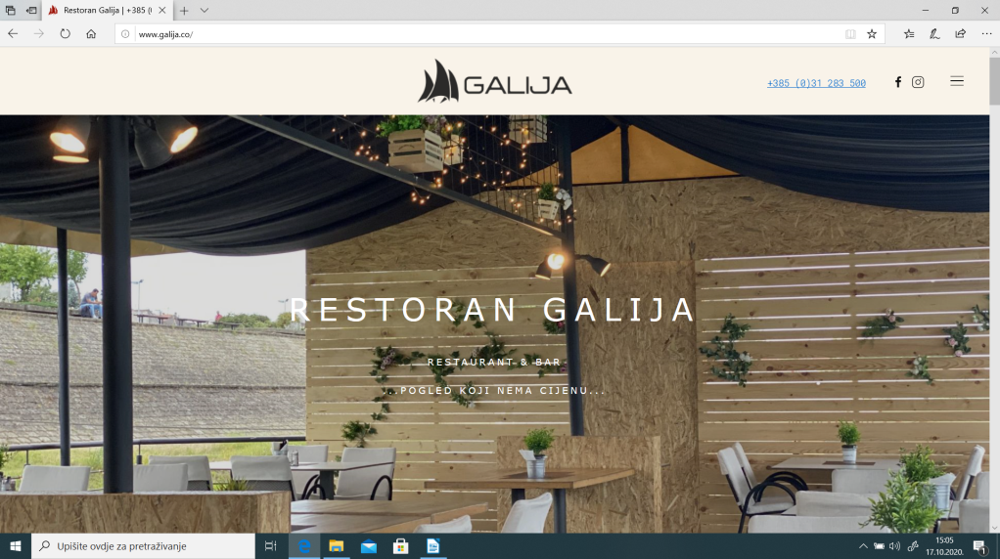 Restoran Galija | +385 (
www.galija.co/
GALIJA
+385 (0)31 283 500
RESTORAN GALIJA
RESTAURANT & BAR
...POGLED KOJI NEMA CIJENU...
Upišite ovdje za pretraživanje
15:05
17.10.2020.
1